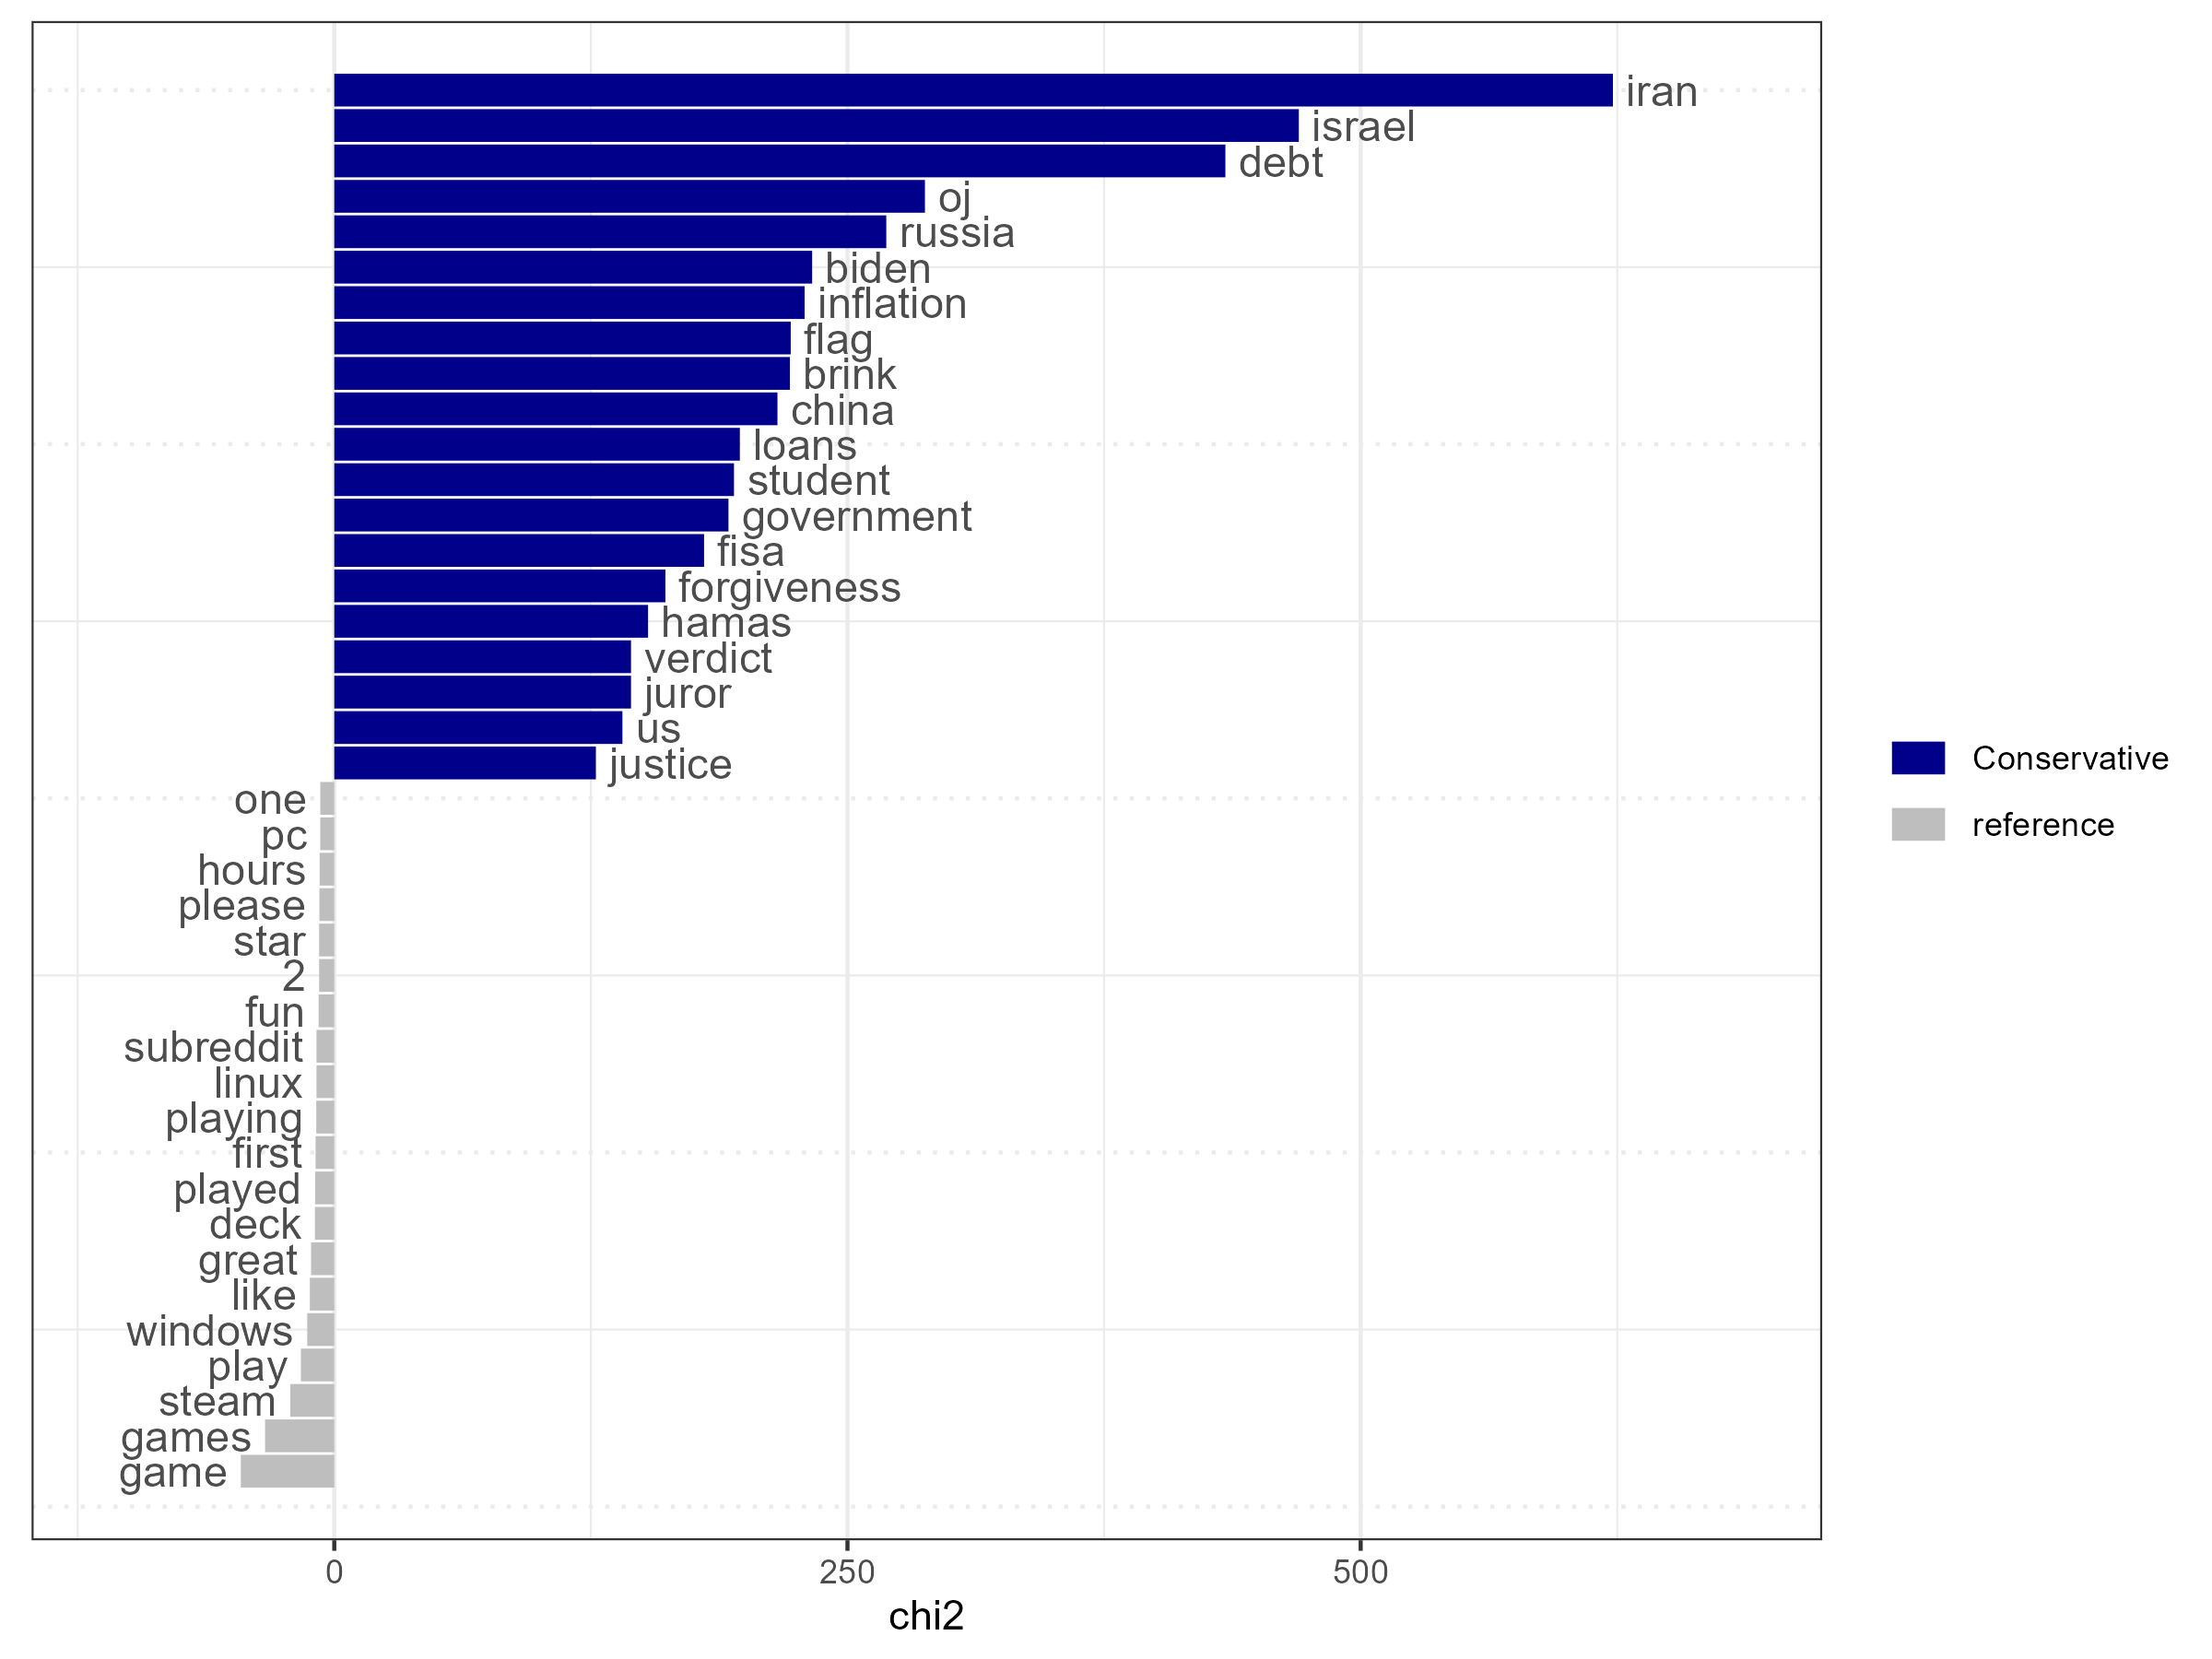 iran
israel
debt
oj
russia
biden
inflation
flag
brink
china
loans
student
government
fisa
forgiveness
hamas
verdict
juror
us
justice
one
pc
hours
please
star
2
fun
subreddit
linux
playing
first
played
deck
great
like
windows
play
steam
games
game
0 250 500
chi2
Conservative
reference